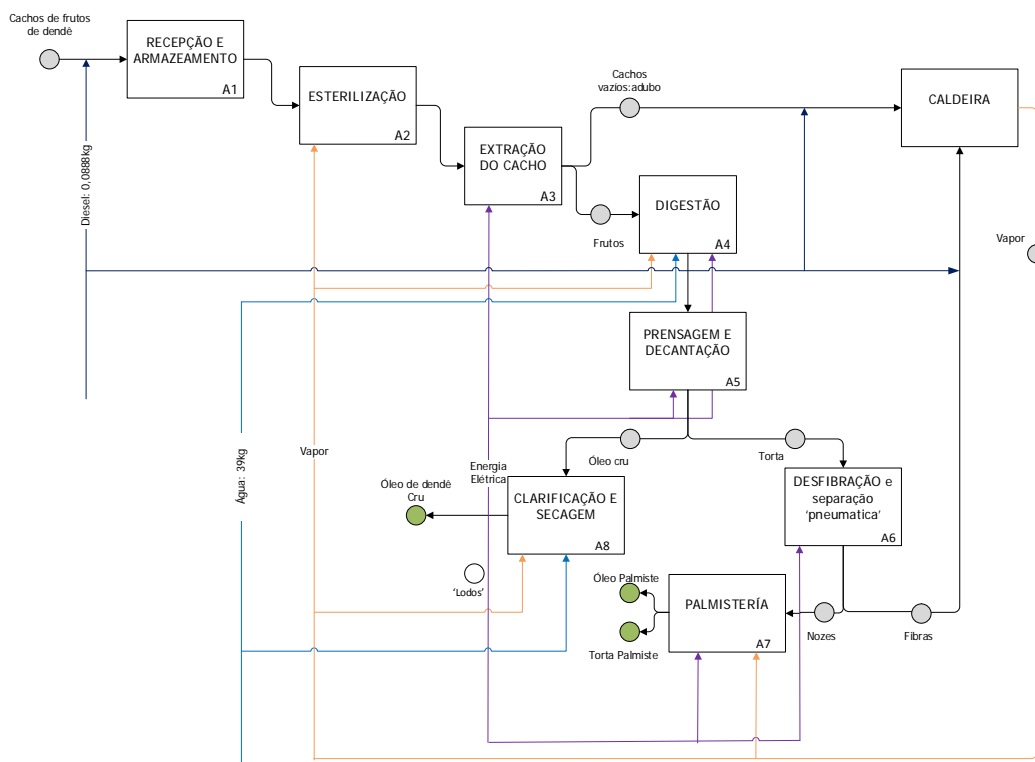 Cachos de frutos
de dendê
RECEPÇÃO E
ARMAZEAMENTO
A1
ESTERILIZAÇÃO
A2
EXTRAÇÃO
DO CACHO
A3
Cachos
vazios:adubo
CALDEIRA
Diesel: 0,0888kg
DIGESTÃO
A4
Frutos
Vapor
PRENSAGEM E
DECANTAÇÃO
A5
Água: 39kg
Vapor
Energia
Elétrica
Óleo cru
Torta
Óleo de dendê
Cru
CLARIFICAÇÃO E
SECAGEM
A8
DESFIBRAÇÃO e
separação
'pneumatica'
A6
'Lodos'
Óleo Palmiste
PALMISTERÍA
A7
Torta Palmiste
Nozes
Fibras